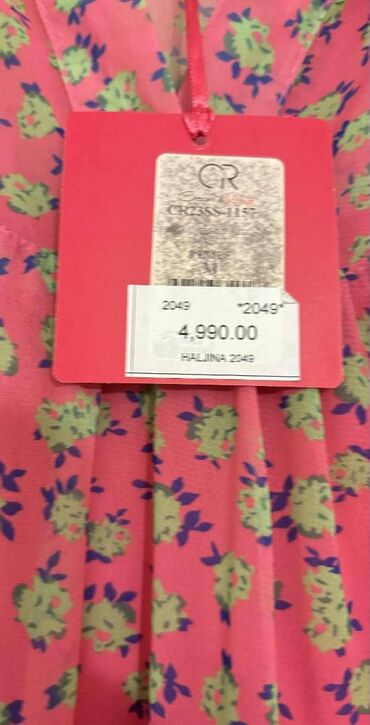 CR
CR23SS-1157
M
2049 *2049*
4,990.00
HALJINA 2049